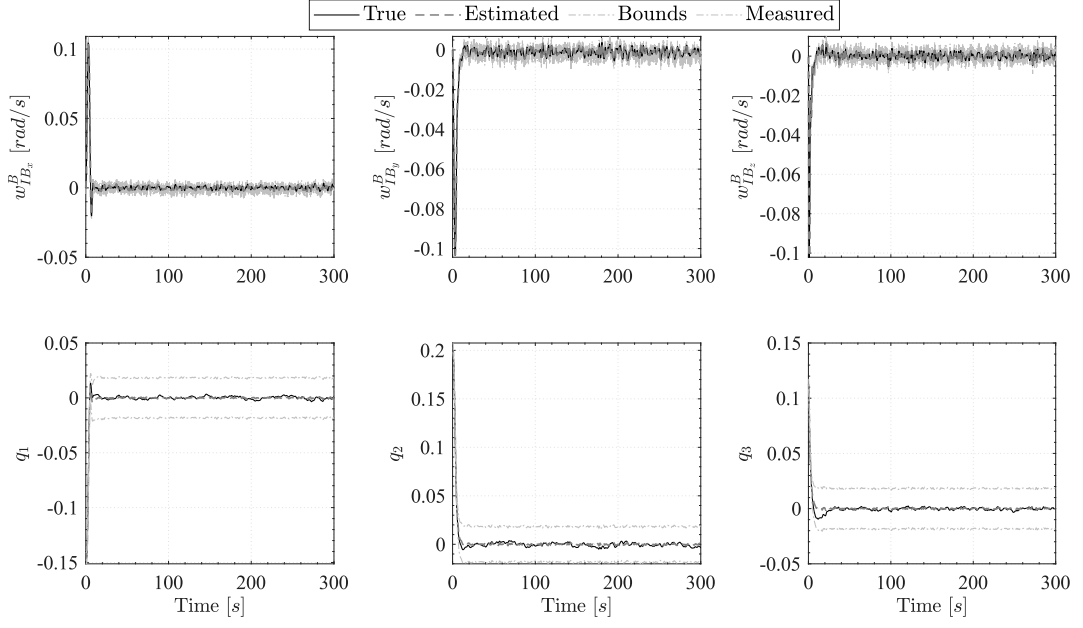 True Estimated Bounds Measured
0.1
0.05
0
-0.05
0 100 200 300
w^B_{IB_x} [rad/s]
0
-0.02
-0.04
-0.06
-0.08
-0.1
0 100 200 300
w^B_{IB_y} [rad/s]
0
-0.02
-0.04
-0.06
-0.08
-0.1
0 100 200 300
w^B_{IB_z} [rad/s]
0.05
0
-0.05
-0.1
-0.15
0 100 200 300
q_1
Time [s]
0.2
0.15
0.1
0.05
0
0 100 200 300
q_2
Time [s]
0.15
0.1
0.05
0
-0.05
0 100 200 300
q_3
Time [s]